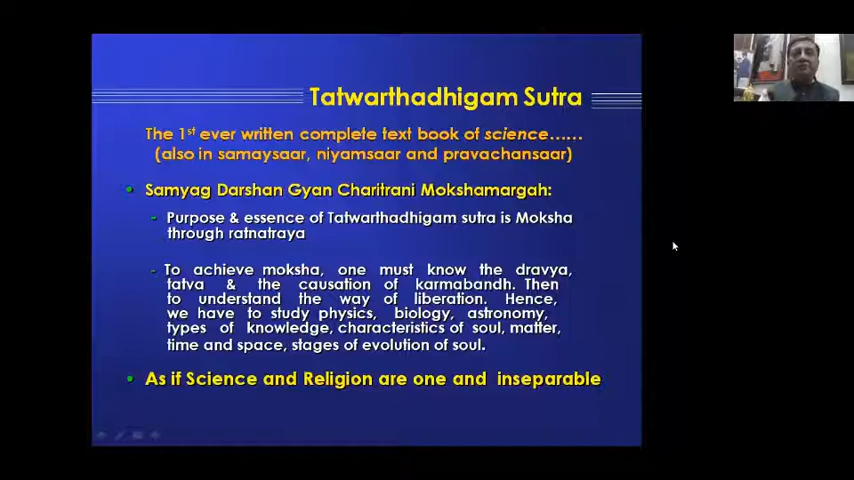 Tatwarthadhigam Sutra
The 1st ever written complete text book of science......
(also in samaysaar, niyamsaar and pravachansaar)
• Samyag Darshan Gyan Charitrani Mokshamargah:
- Purpose & essence of Tatwarthadhigam sutra is Moksha
through ratnatraya
- To achieve moksha, one must know the dravya,
tatva & the causation of karmabandh. Then
to understand the way of liberation. Hence,
we have to study physics, biology, astronomy,
types of knowledge, characteristics of soul, matter,
time and space, stages of evolution of soul.
• As if Science and Religion are one and inseparable